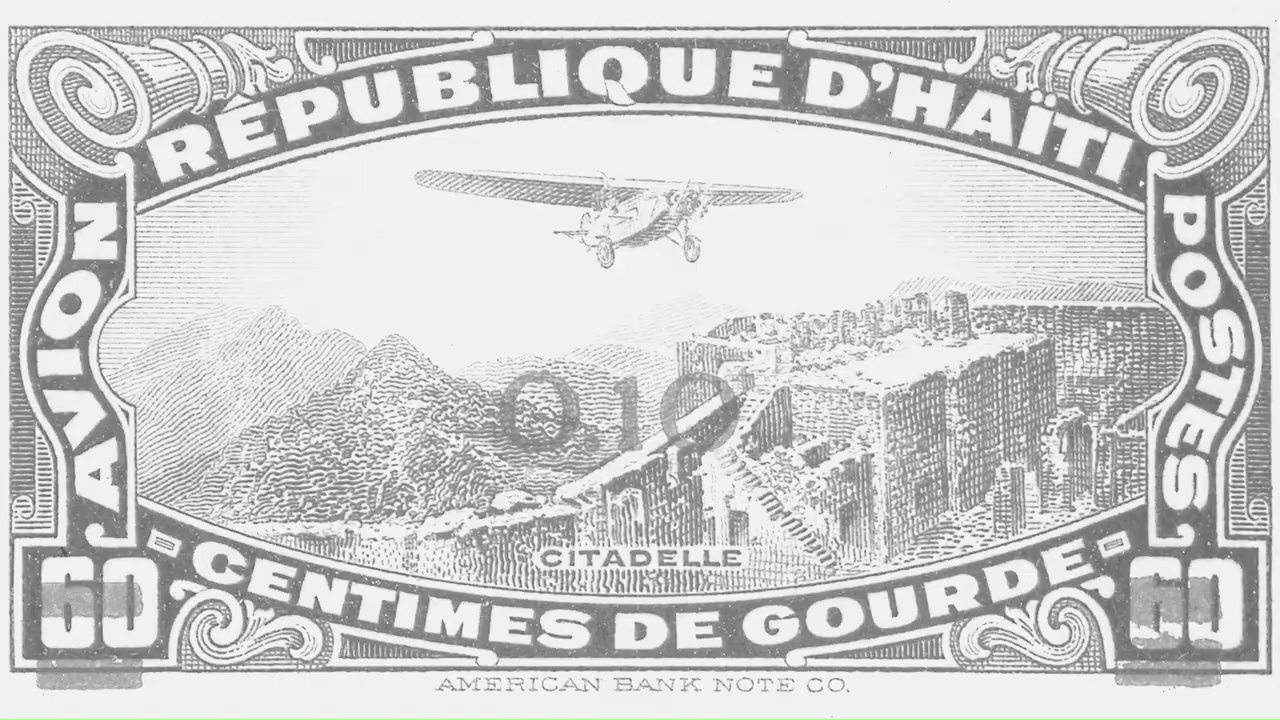 RÉPUBLIQUE D'HAÏTI
AVION
POSTES
0.10
CITADELLE
60
-CENTIMES DE GOURDE-
60
AMERICAN BANK NOTE CO.